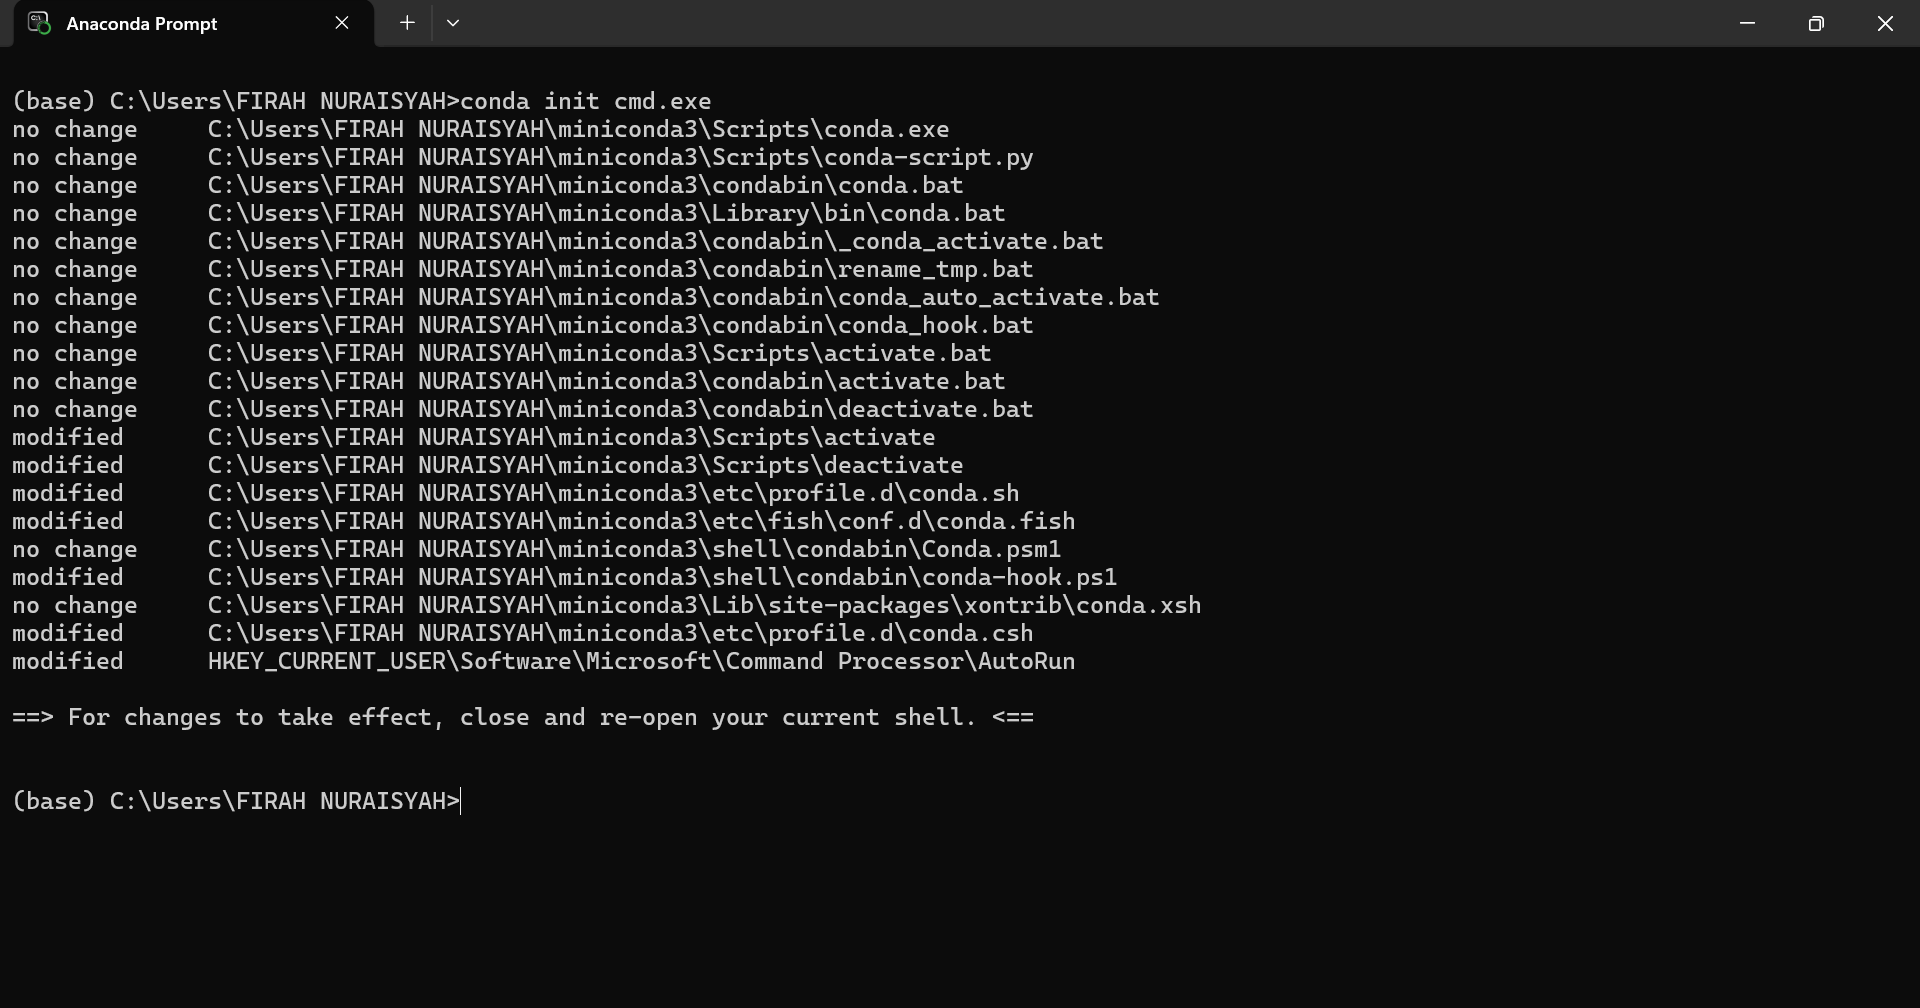 Anaconda Prompt
(base) C:\Users\FIRAH NURAISYAH>conda init cmd.exe
no change     C:\Users\FIRAH NURAISYAH\miniconda3\Scripts\conda.exe
no change     C:\Users\FIRAH NURAISYAH\miniconda3\Scripts\conda-script.py
no change     C:\Users\FIRAH NURAISYAH\miniconda3\condabin\conda.bat
no change     C:\Users\FIRAH NURAISYAH\miniconda3\Library\bin\conda.bat
no change     C:\Users\FIRAH NURAISYAH\miniconda3\condabin\_conda_activate.bat
no change     C:\Users\FIRAH NURAISYAH\miniconda3\condabin\rename_tmp.bat
no change     C:\Users\FIRAH NURAISYAH\miniconda3\condabin\conda_auto_activate.bat
no change     C:\Users\FIRAH NURAISYAH\miniconda3\condabin\conda_hook.bat
no change     C:\Users\FIRAH NURAISYAH\miniconda3\Scripts\activate.bat
no change     C:\Users\FIRAH NURAISYAH\miniconda3\condabin\activate.bat
no change     C:\Users\FIRAH NURAISYAH\miniconda3\condabin\deactivate.bat
modified      C:\Users\FIRAH NURAISYAH\miniconda3\Scripts\activate
modified      C:\Users\FIRAH NURAISYAH\miniconda3\Scripts\deactivate
modified      C:\Users\FIRAH NURAISYAH\miniconda3\etc\profile.d\conda.sh
modified      C:\Users\FIRAH NURAISYAH\miniconda3\etc\fish\conf.d\conda.fish
no change     C:\Users\FIRAH NURAISYAH\miniconda3\shell\condabin\Conda.psm1
modified      C:\Users\FIRAH NURAISYAH\miniconda3\shell\condabin\conda-hook.ps1
no change     C:\Users\FIRAH NURAISYAH\miniconda3\Lib\site-packages\xontrib\conda.xsh
modified      C:\Users\FIRAH NURAISYAH\miniconda3\etc\profile.d\conda.csh
modified      HKEY_CURRENT_USER\Software\Microsoft\Command Processor\AutoRun
==> For changes to take effect, close and re-open your current shell. <==
(base) C:\Users\FIRAH NURAISYAH>